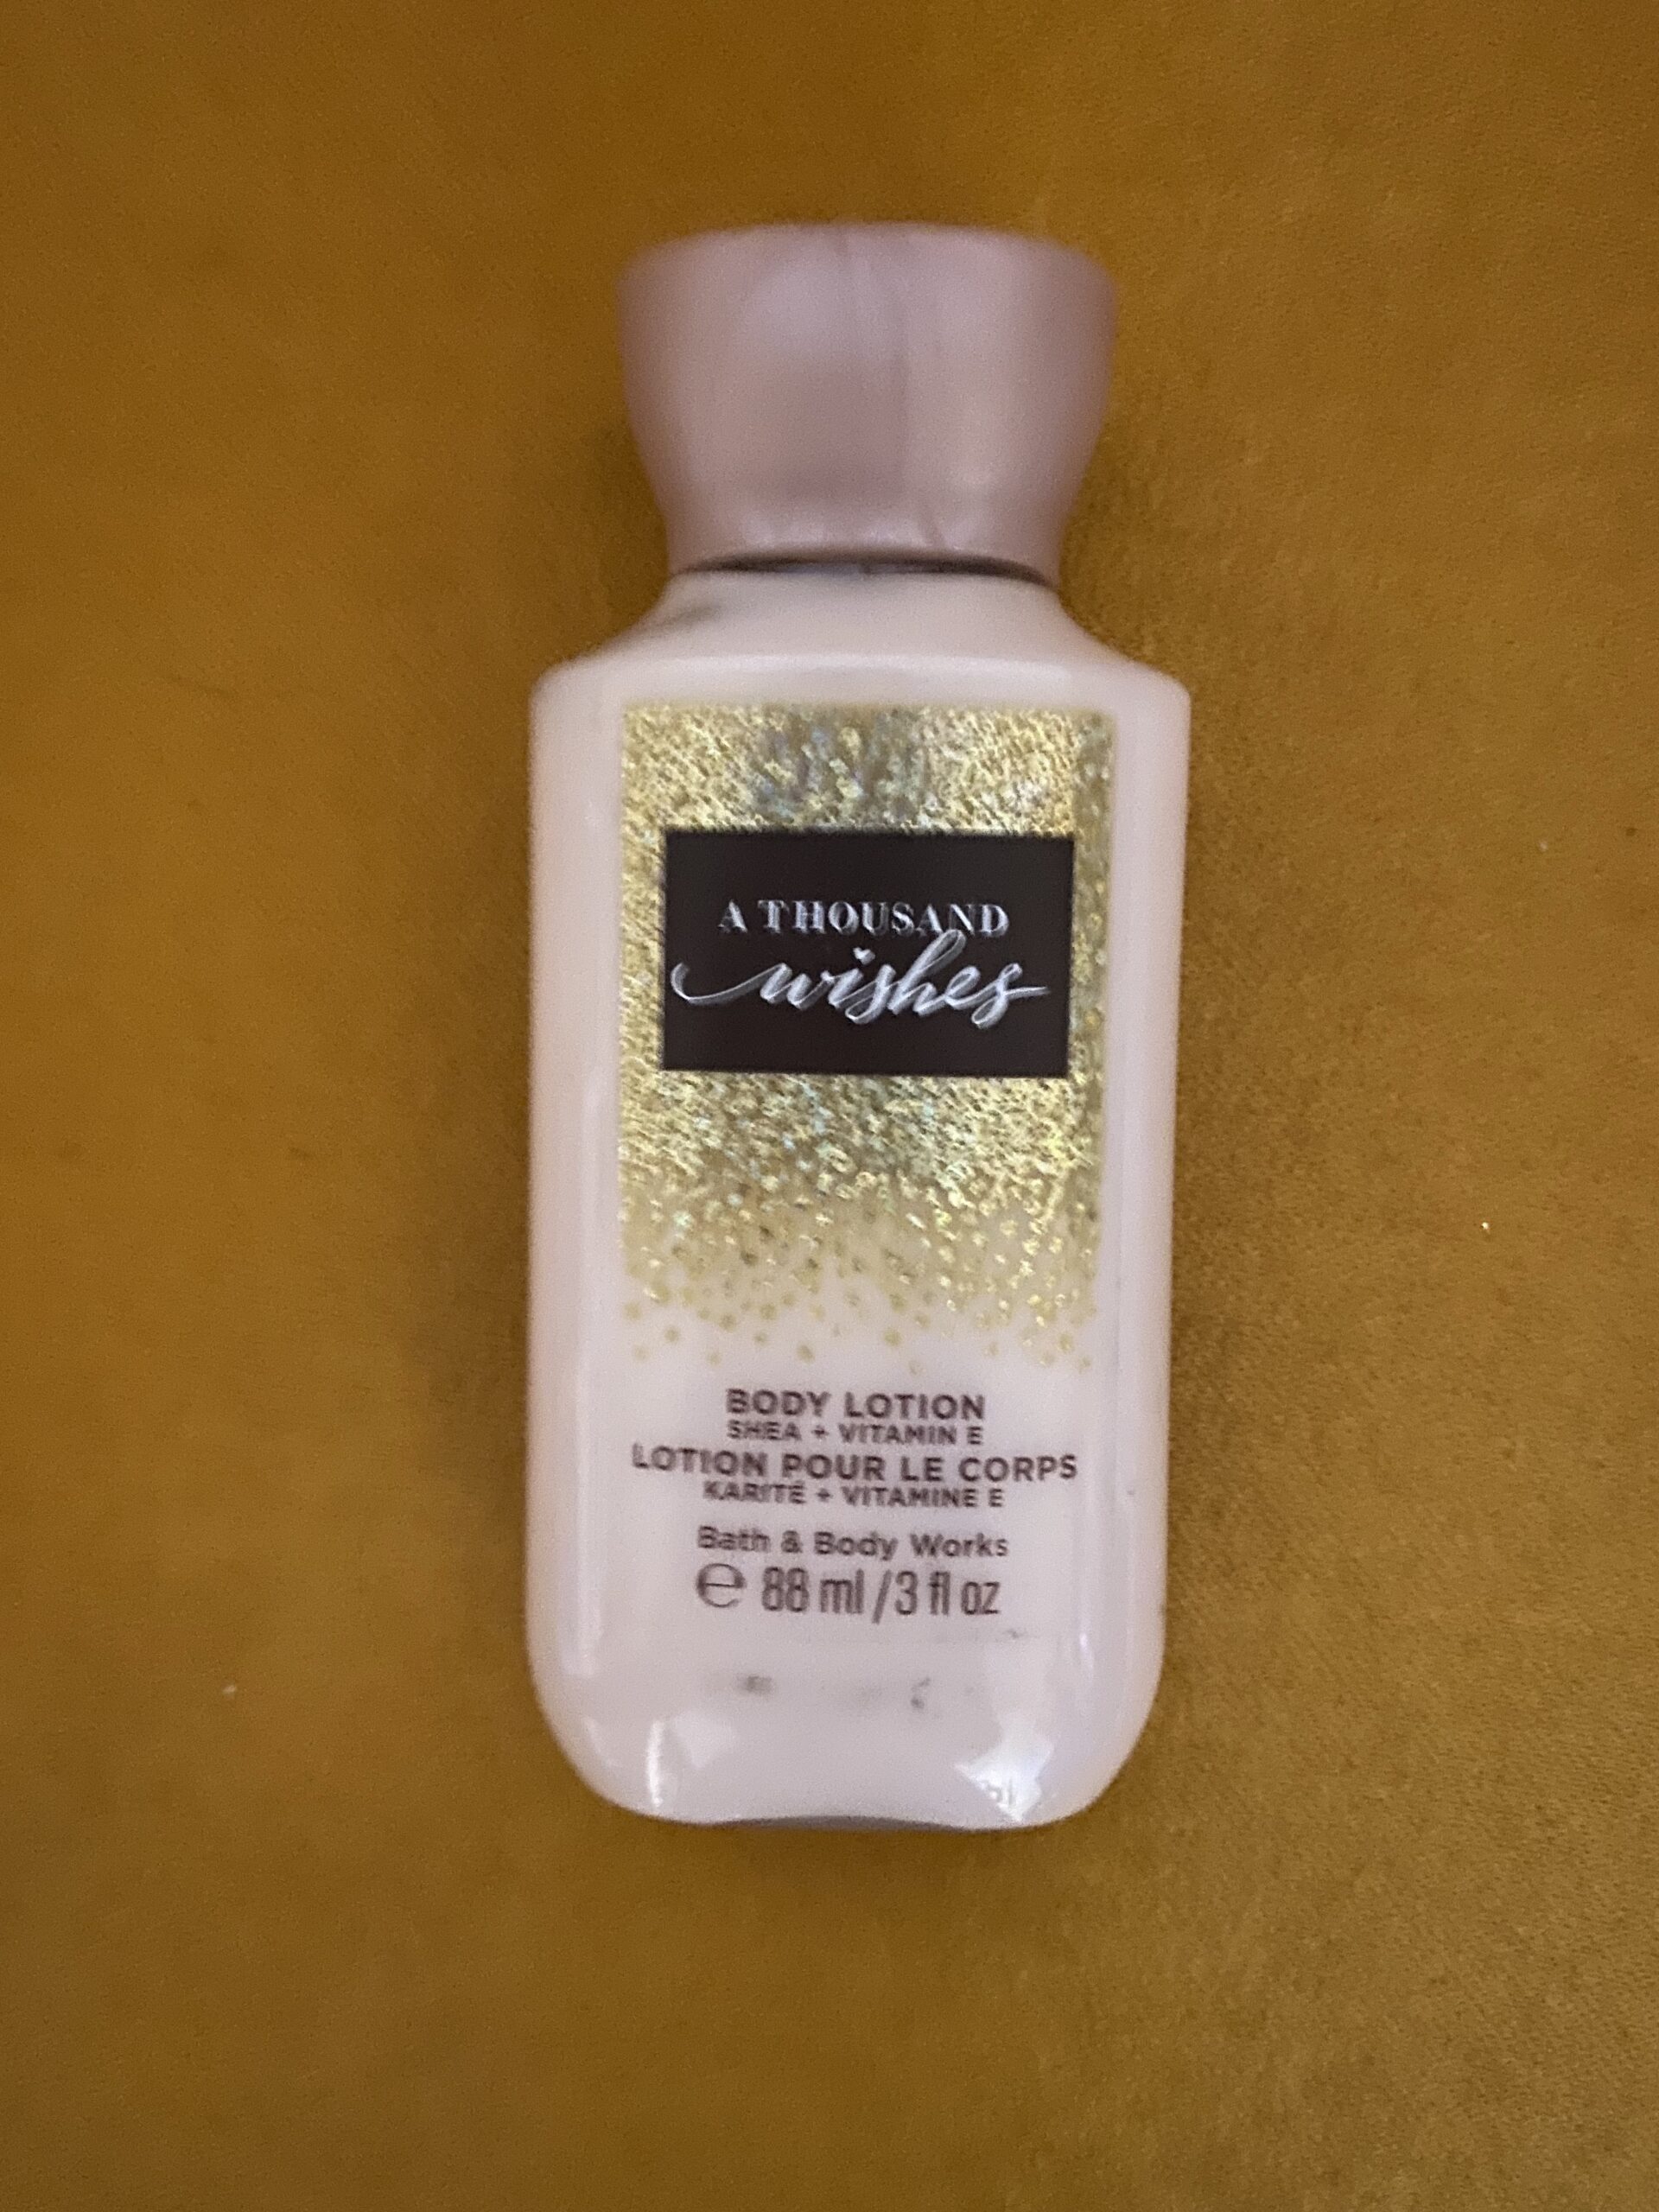 A THOUSAND
wishes
BODY LOTION
SHEA + VITAMIN E
LOTION POUR LE CORPS
KARITÉ + VITAMINE E
Bath & Body Works
℮ 88 ml / 3 fl oz